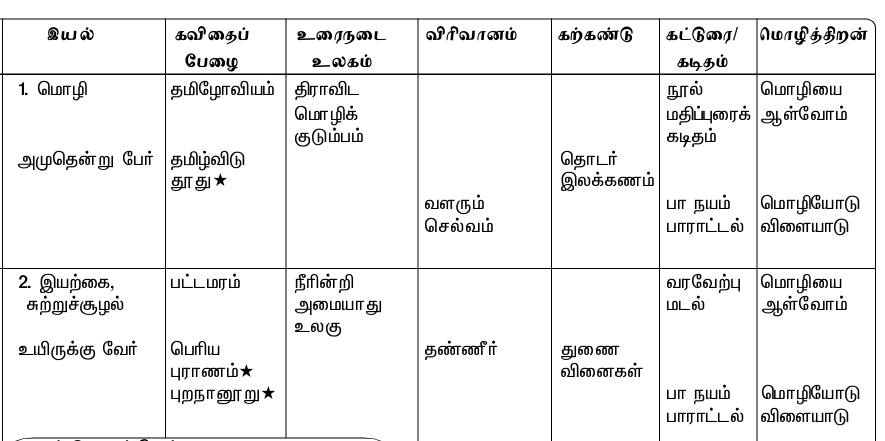 இயல் கவிதைப் உரைநடை விரிவானம் கற்கண்டு கட்டுரை/ மொழித்திறன்
பேழை உலகம் கடிதம்
1. மொழி தமிழோவியம் திராவிட நூல் மொழியை
மொழிக் மதிப்புரைக் ஆள்வோம்
குடும்பம் கடிதம்
அமுதென்று பேர் தமிழ்விடு தொடர்
தூது★ இலக்கணம்
வளரும் பா நயம் மொழியோடு
செல்வம் பாராட்டல் விளையாடு
2. இயற்கை, பட்டமரம் நீரின்றி வரவேற்பு மொழியை
சுற்றுச்சூழல் அமையாது மடல் ஆள்வோம்
உலகு
உயிருக்கு வேர் பெரிய தண்ணீர் துணை
புராணம்★ வினைகள்
புறநானூறு★ பா நயம் மொழியோடு
பாராட்டல் விளையாடு